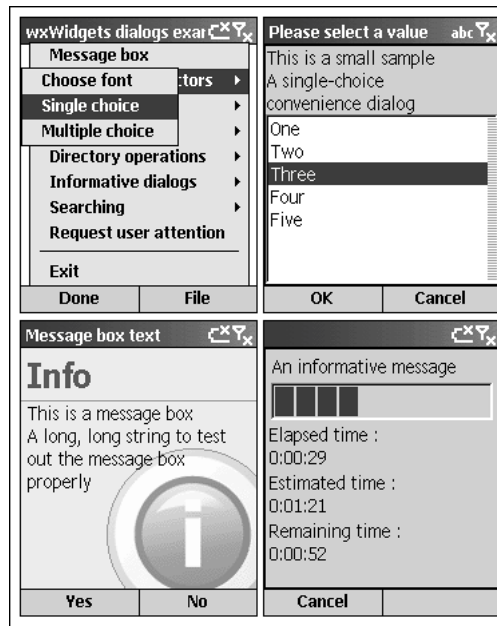 wxWidgets dialogs exar
Message box
Choose font
ctors
Single choice
Multiple choice
Directory operations
Informative dialogs
Searching
Request user attention
Exit
Done File
Please select a value abc
This is a small sample
A single-choice
convenience dialog
One
Two
Three
Four
Five
OK Cancel
Message box text
Info
This is a message box
A long, long string to test
out the message box
properly
Yes No
An informative message
Elapsed time :
0:00:29
Estimated time :
0:01:21
Remaining time :
0:00:52
Cancel